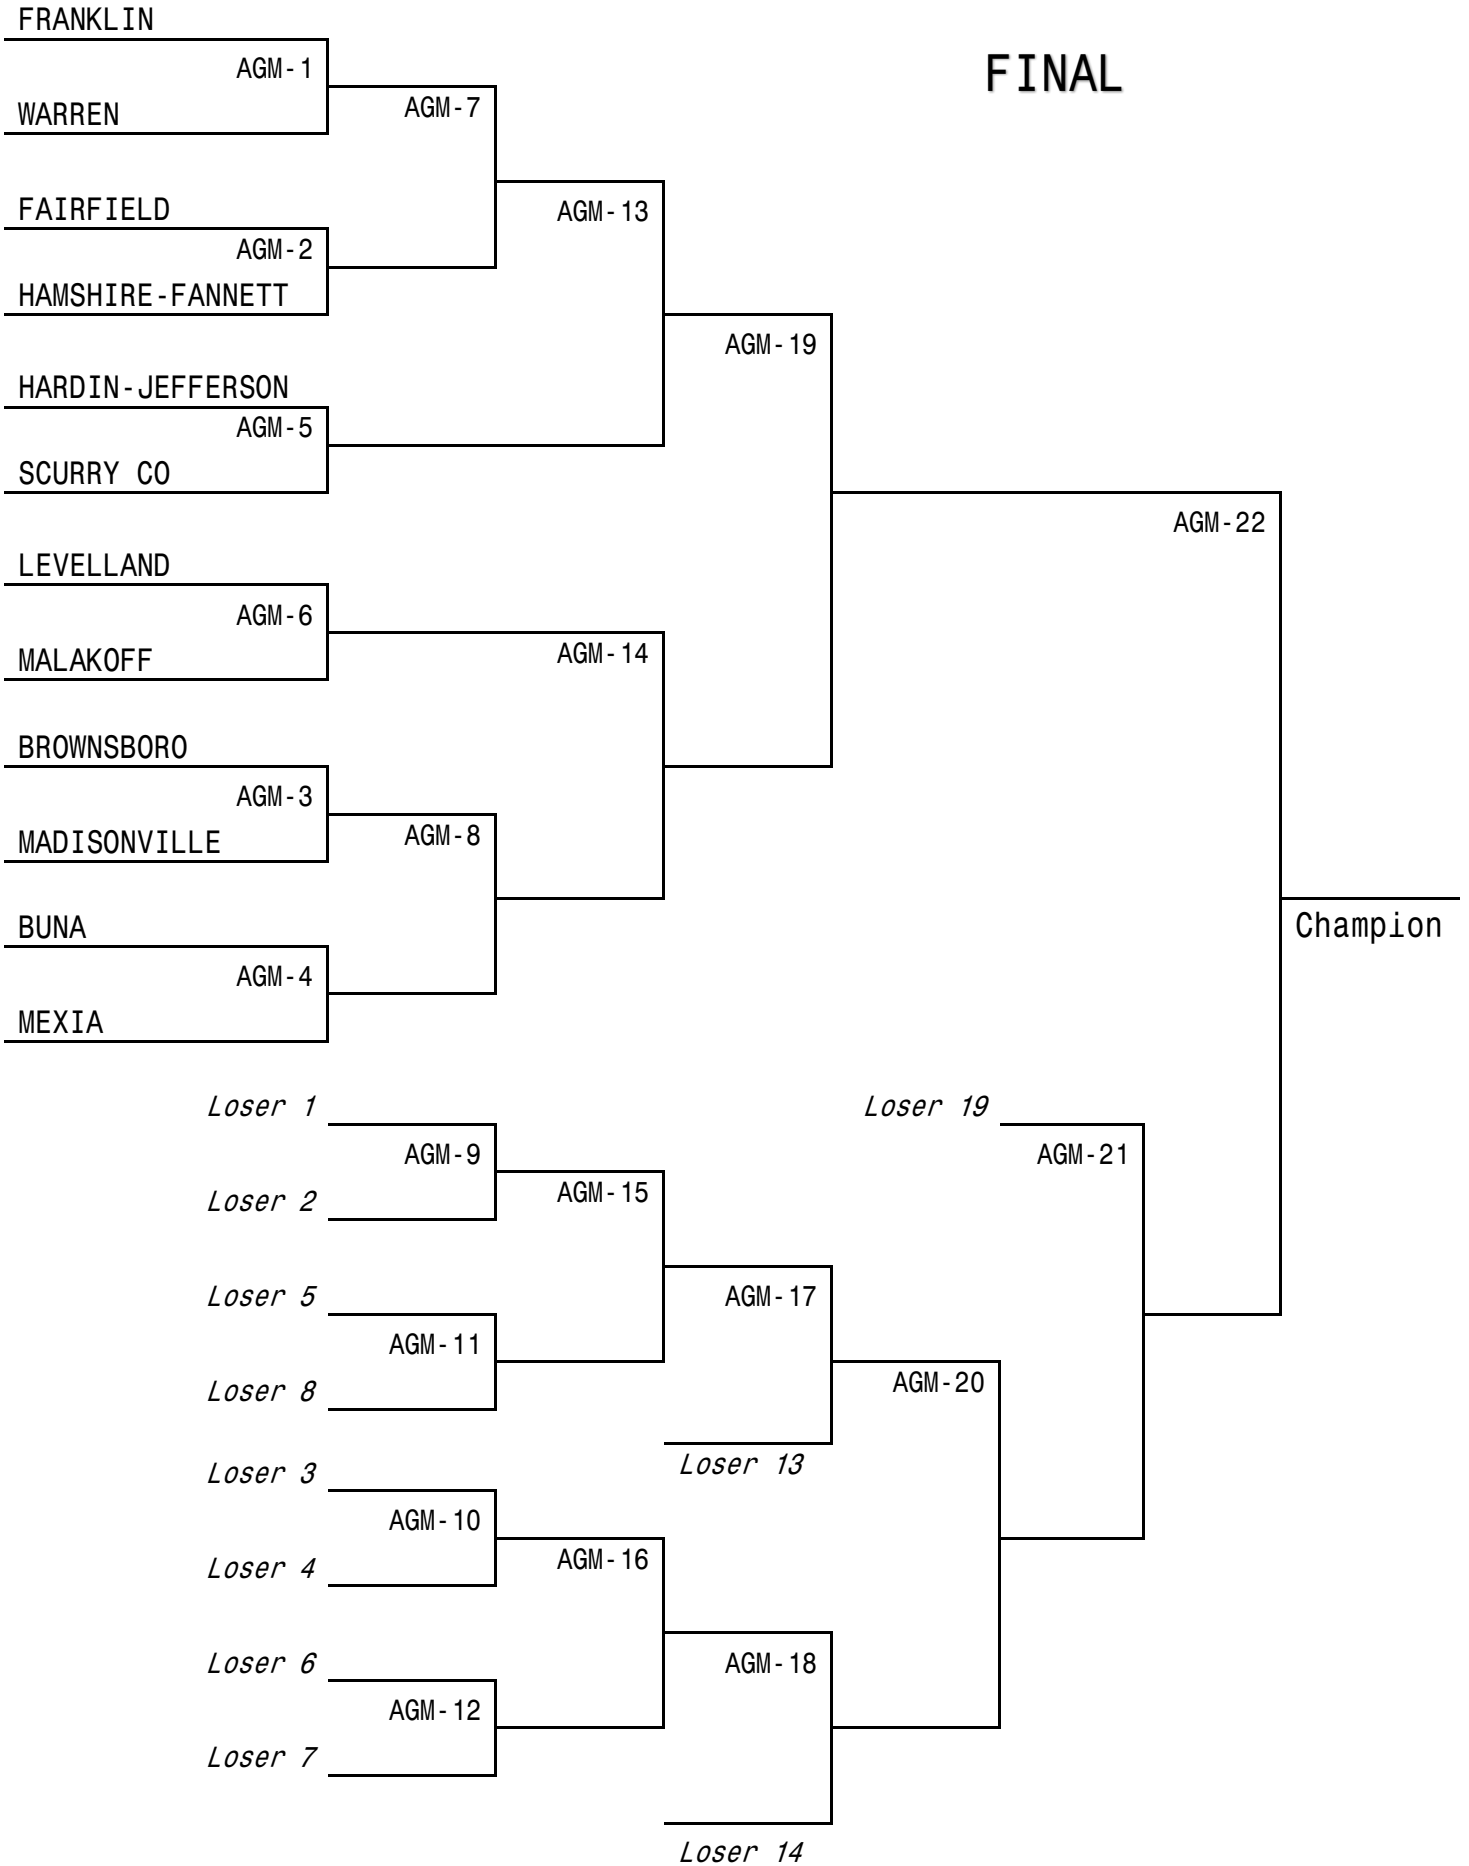 FRANKLIN
FINAL
AGM-1
AGM-7
WARREN
FAIRFIELD
AGM-13
AGM-2
HAMSHIRE-FANNETT
AGM-19
HARDIN-JEFFERSON
AGM-5
SCURRY CO
AGM-22
LEVELLAND
AGM-6
AGM-14
MALAKOFF
BROWNSBORO
AGM-3
AGM-8
MADISONVILLE
BUNA
Champion
AGM-4
MEXIA
Loser 1
Loser 19
AGM-9
AGM-21
AGM-15
Loser 2
Loser 5
AGM-17
AGM-11
AGM-20
Loser 8
Loser 13
Loser 3
AGM-10
AGM-16
Loser 4
Loser 6
AGM-18
AGM-12
Loser 7
Loser 14